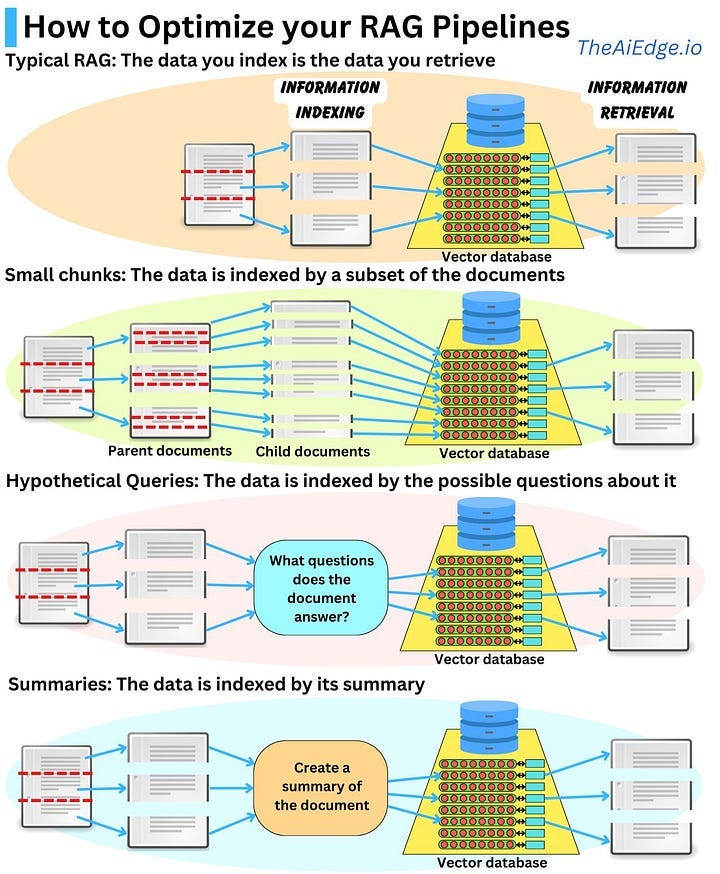 How to Optimize your RAG Pipelines
TheAiEdge.io
Typical RAG: The data you index is the data you retrieve
INFORMATION
INDEXING
INFORMATION
RETRIEVAL
Vector database
Small chunks: The data is indexed by a subset of the documents
Parent documents
Child documents
Vector database
Hypothetical Queries: The data is indexed by the possible questions about it
What questions
does the
document
answer?
Vector database
Summaries: The data is indexed by its summary
Create a
summary of
the document
Vector database